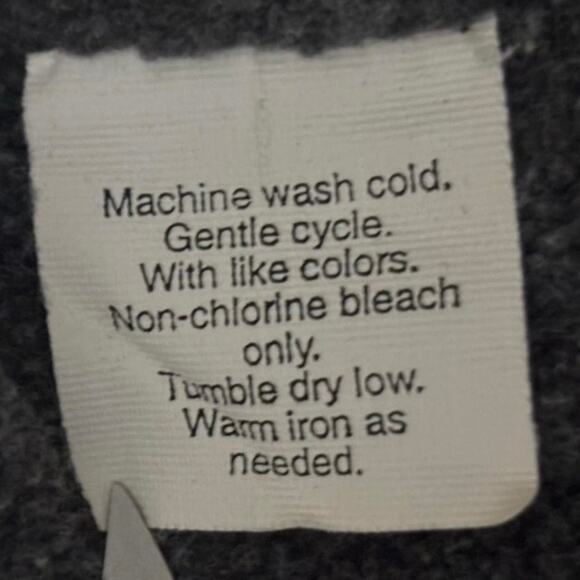 Machine wash cold.
Gentle cycle.
With like colors.
Non-chlorine bleach
only.
Tumble dry low.
Warm iron as
needed.